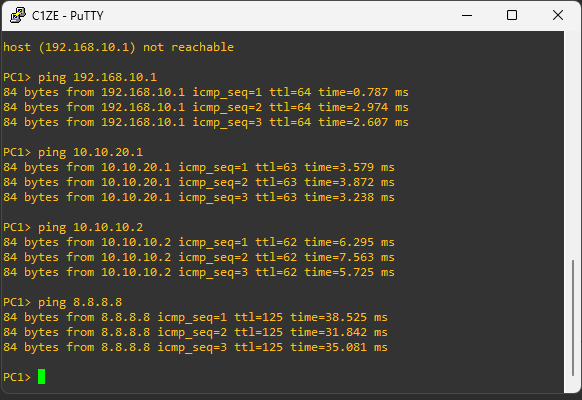 C1ZE - PuTTY
host (192.168.10.1) not reachable
PC1> ping 192.168.10.1
84 bytes from 192.168.10.1 icmp_seq=1 ttl=64 time=0.787 ms
84 bytes from 192.168.10.1 icmp_seq=2 ttl=64 time=2.974 ms
84 bytes from 192.168.10.1 icmp_seq=3 ttl=64 time=2.607 ms
PC1> ping 10.10.20.1
84 bytes from 10.10.20.1 icmp_seq=1 ttl=63 time=3.579 ms
84 bytes from 10.10.20.1 icmp_seq=2 ttl=63 time=3.872 ms
84 bytes from 10.10.20.1 icmp_seq=3 ttl=63 time=3.238 ms
PC1> ping 10.10.10.2
84 bytes from 10.10.10.2 icmp_seq=1 ttl=62 time=6.295 ms
84 bytes from 10.10.10.2 icmp_seq=2 ttl=62 time=7.563 ms
84 bytes from 10.10.10.2 icmp_seq=3 ttl=62 time=5.725 ms
PC1> ping 8.8.8.8
84 bytes from 8.8.8.8 icmp_seq=1 ttl=125 time=38.525 ms
84 bytes from 8.8.8.8 icmp_seq=2 ttl=125 time=31.842 ms
84 bytes from 8.8.8.8 icmp_seq=3 ttl=125 time=35.081 ms
PC1>